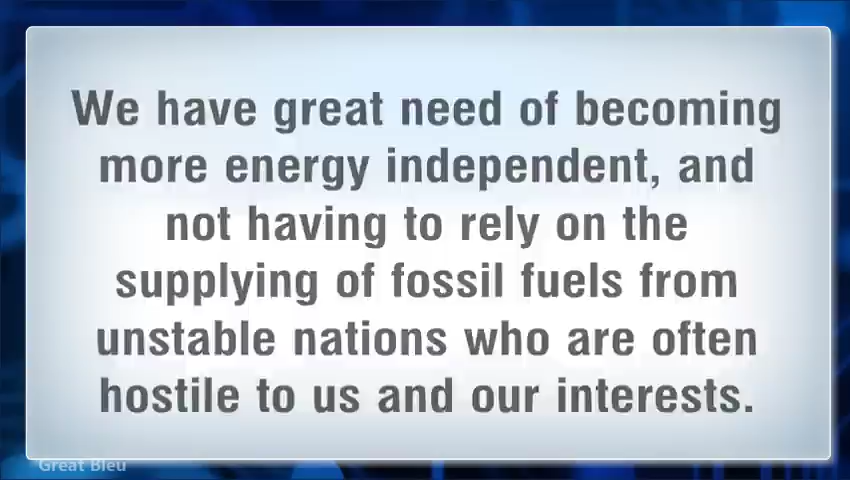 We have great need of becoming
more energy independent, and
not having to rely on the
supplying of fossil fuels from
unstable nations who are often
hostile to us and our interests.
Great Bleu